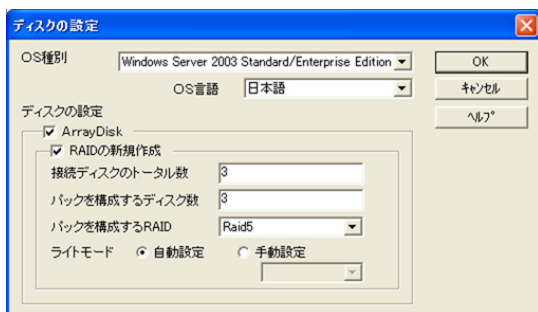 ディスクの設定
OS種別 Windows Server 2003 Standard/Enterprise Edition
OK
OS言語 日本語
キャンセル
ディスクの設定
ヘルプ
ArrayDisk
RAIDの新規作成
接続ディスクのトータル数 3
パックを構成するディスク数 3
パックを構成するRAID Raid5
ライトモード 自動設定 手動設定